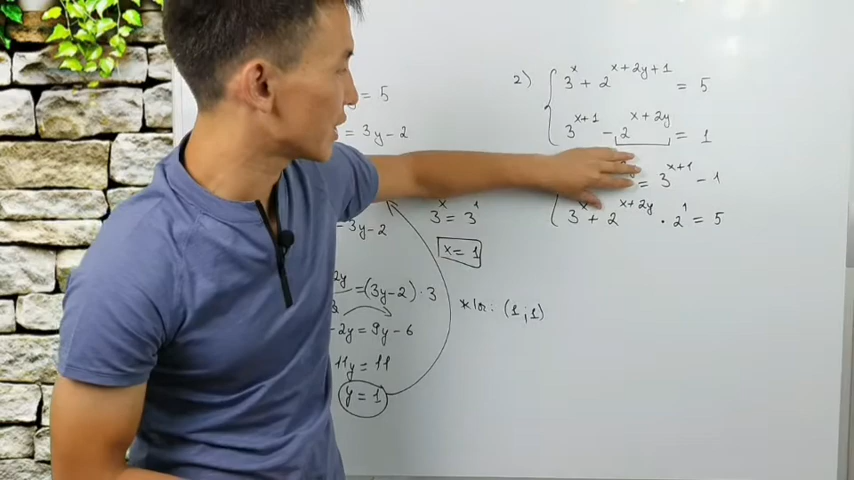 = 5
= 3y - 2
- 3y - 2
3^x = 3^1
x = 1
2y = (3y - 2) · 3
- 2y = 9y - 6
11y = 11
y = 1
*lor: (1;1)
2) 3^x + 2^{x+2y+1} = 5
3^{x+1} - 2^{x+2y} = 1
= 3^{x+1} - 1
3^x + 2^{x+2y} · 2^1 = 5